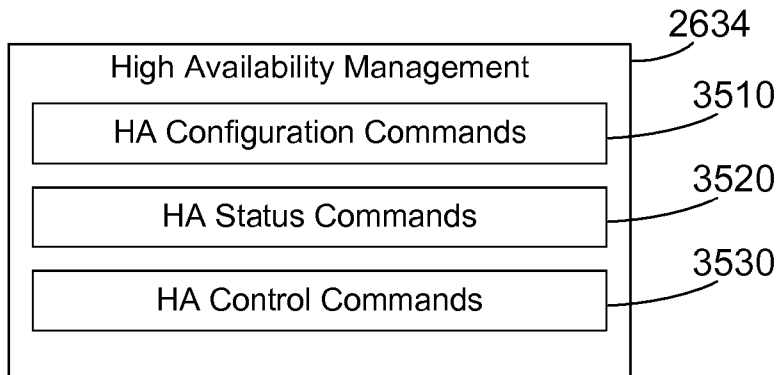 2634
High Availability Management
3510
HA Configuration Commands
3520
HA Status Commands
3530
HA Control Commands